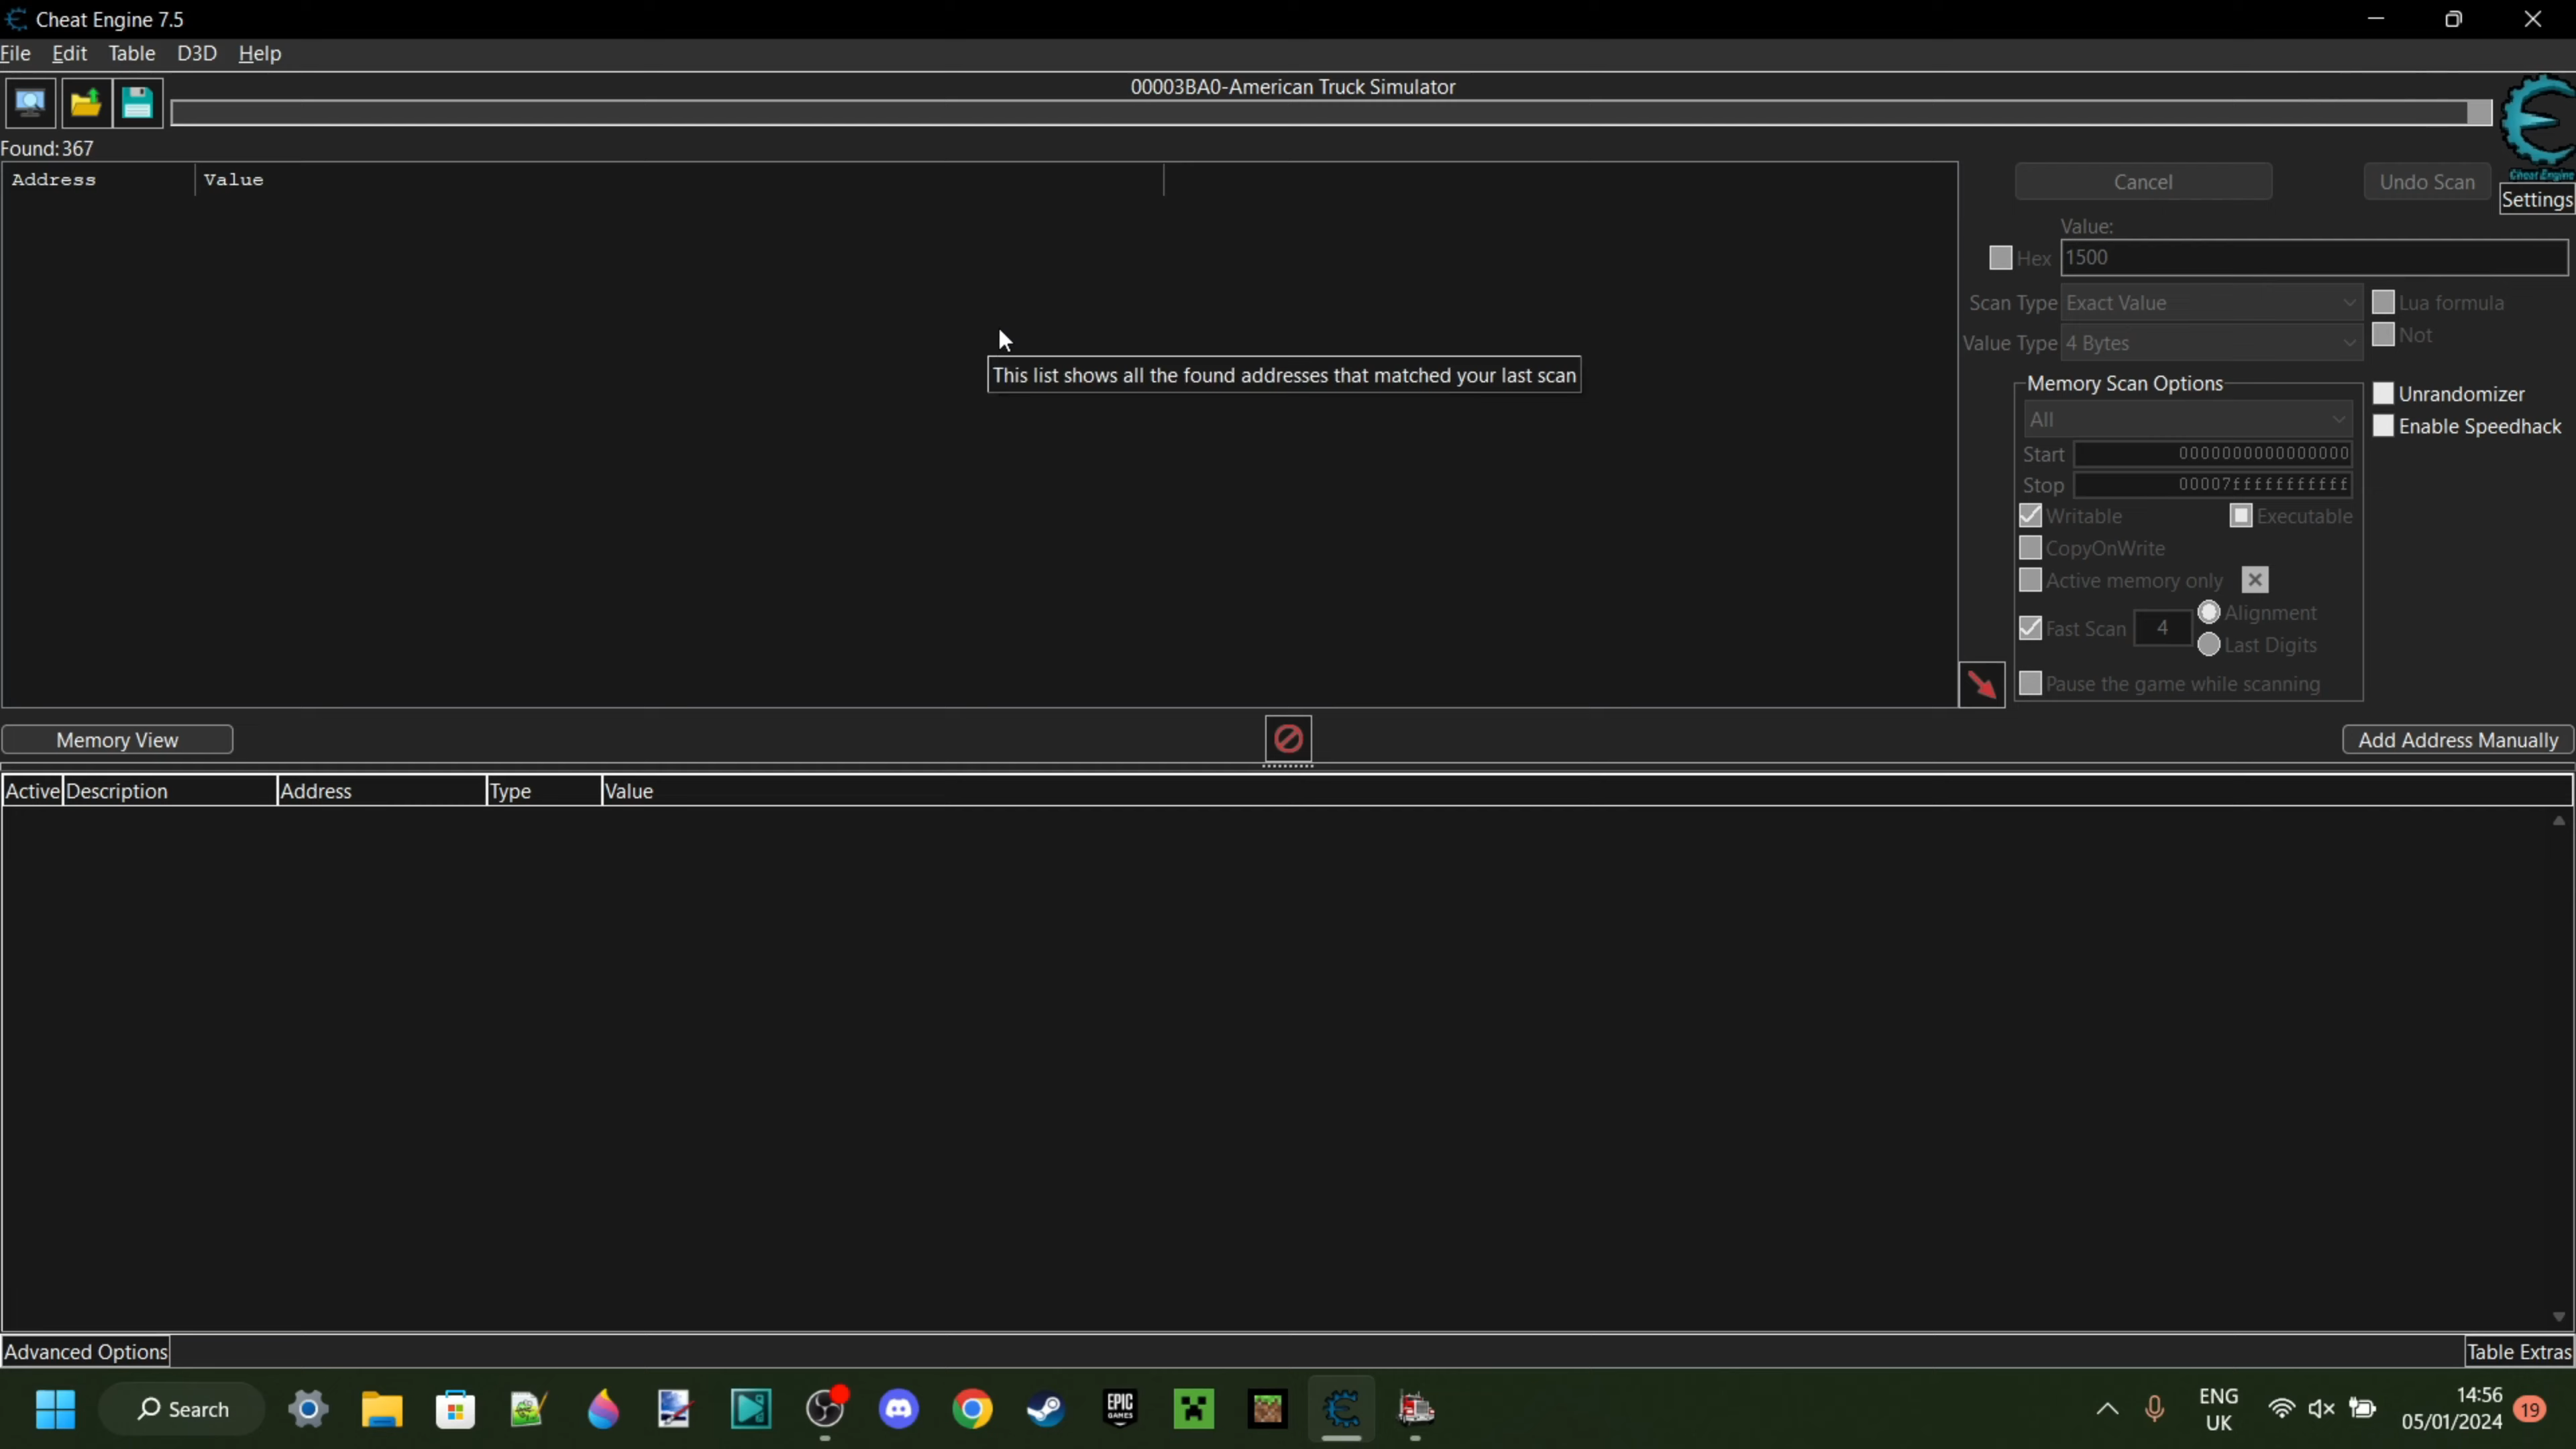 Cheat Engine 7.5
File Edit Table D3D Help
00003BA0-American Truck Simulator
Found:367
Address Value
Cancel Undo Scan
Cheat Engine
Settings
Value:
Hex 1500
Scan Type Exact Value Lua formula
Not
Value Type 4 Bytes
This list shows all the found addresses that matched your last scan
Memory Scan Options
All
Unrandomizer
Enable Speedhack
Start 0000000000000000
Stop 00007fffffffffff
Writable Executable
CopyOnWrite
Active memory only
Fast Scan 4 Alignment
Last Digits
Pause the game while scanning
Memory View Add Address Manually
Active Description Address Type Value
Advanced Options Table Extras
Search
EPIC GAMES
ENG
UK
14:56
05/01/2024
19